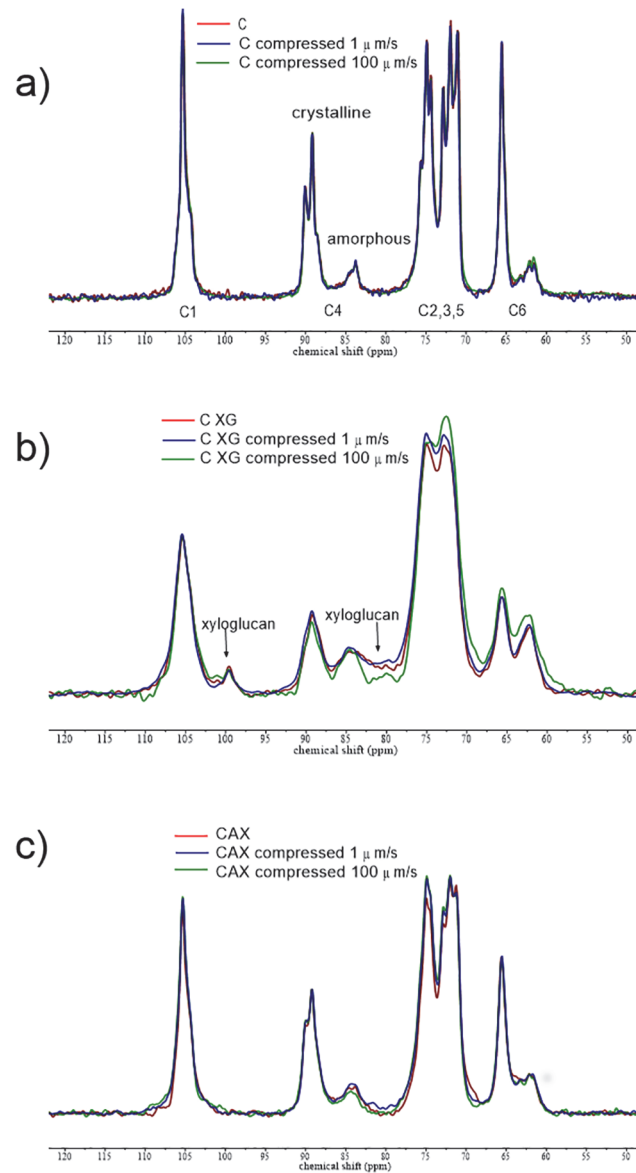 a)
C
C compressed 1 μ m/s
C compressed 100 μ m/s
crystalline
amorphous
C1 C4 C2,3,5 C6
120 115 110 105 100 95 90 85 80 75 70 65 60 55 50
chemical shift (ppm)
b)
C XG
C XG compressed 1 μ m/s
C XG compressed 100 μ m/s
xyloglucan xyloglucan
120 115 110 105 100 95 90 85 80 75 70 65 60 55 50
chemical shift (ppm)
c)
CAX
CAX compressed 1 μ m/s
CAX compressed 100 μ m/s
120 115 110 105 100 95 90 85 80 75 70 65 60 55 50
chemical shift (ppm)